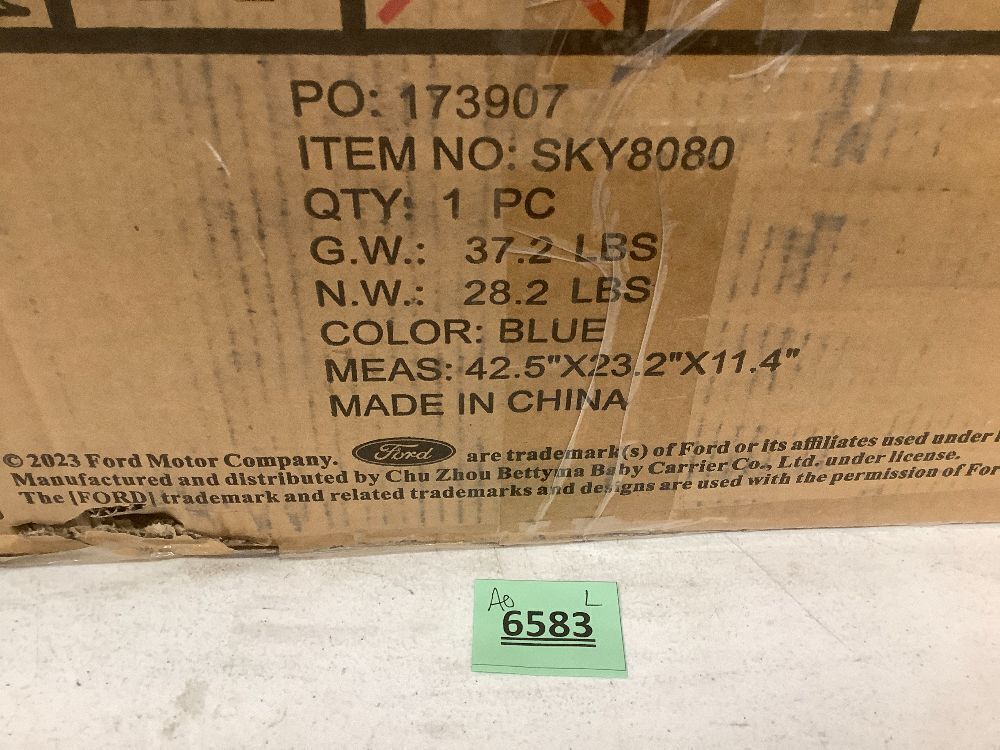 PO: 173907
ITEM NO: SKY8080
QTY: 1 PC
G.W.: 37.2 LBS
N.W.: 28.2 LBS
COLOR: BLUE
MEAS: 42.5"X23.2"X11.4"
MADE IN CHINA
© 2023 Ford Motor Company. Ford are trademark(s) of Ford or its affiliates used under
Manufactured and distributed by Chu Zhou Bettyma Baby Carrier Co., Ltd. under license.
The [FORD] trademark and related trademarks and designs are used with the permission of For
A0 L
6583